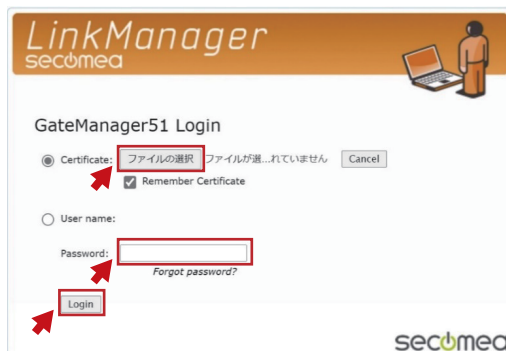 LinkManager
secomea
GateManager51 Login
Certificate: ファイルの選択 ファイルが選...れていません Cancel
Remember Certificate
User name:
Password:
Forgot password?
Login
secomea